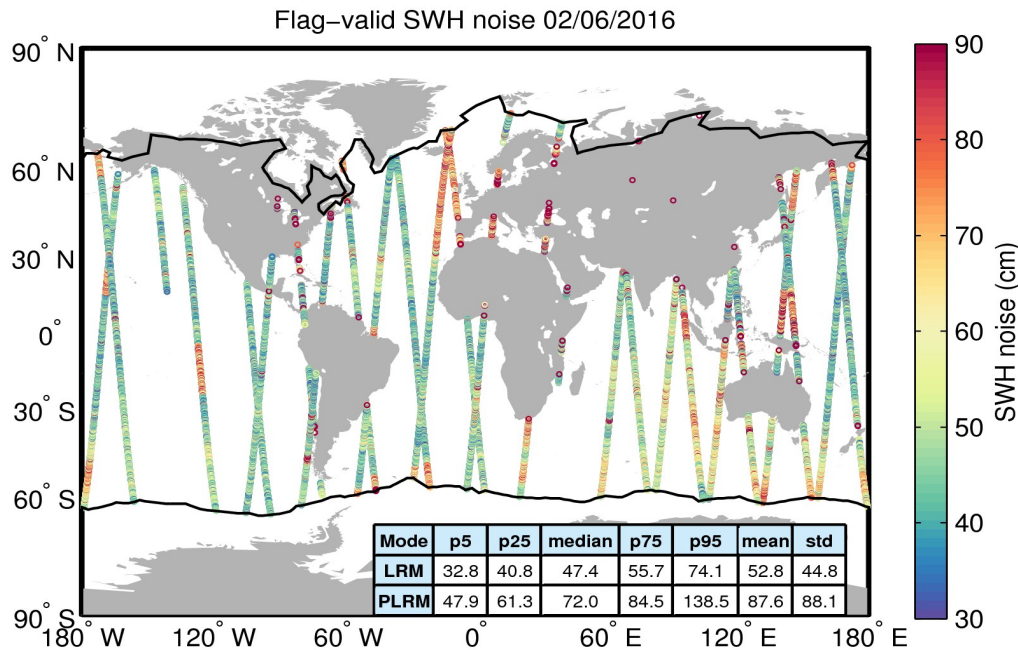 Flag−valid SWH noise 02/06/2016
90° N
60° N
30° N
0°
30° S
60° S
90° S
180° W
120° W
60° W
0°
60° E
120° E
180° E
90
80
70
60
50
40
30
SWH noise (cm)
Mode p5 p25 median p75 p95 mean std
LRM 32.8 40.8 47.4 55.7 74.1 52.8 44.8
PLRM 47.9 61.3 72.0 84.5 138.5 87.6 88.1